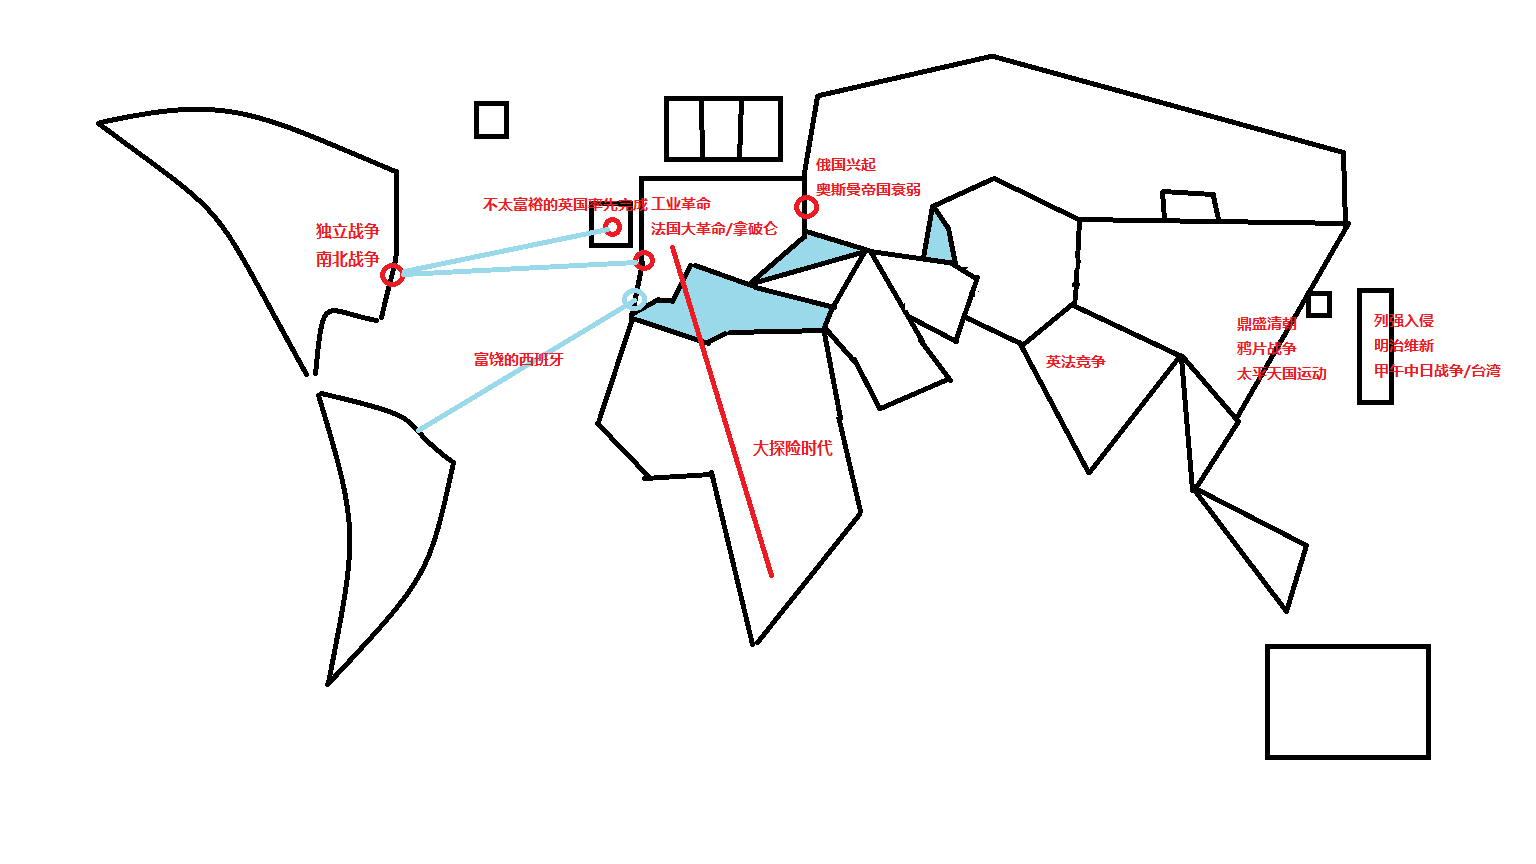 俄国兴起
奥斯曼帝国衰弱
不太富裕的英国率先完成工业革命
法国大革命/拿破仑
独立战争
南北战争
富饶的西班牙
大探险时代
英法竞争
鼎盛清朝
鸦片战争
太平天国运动
列强入侵
明治维新
甲午中日战争/台湾